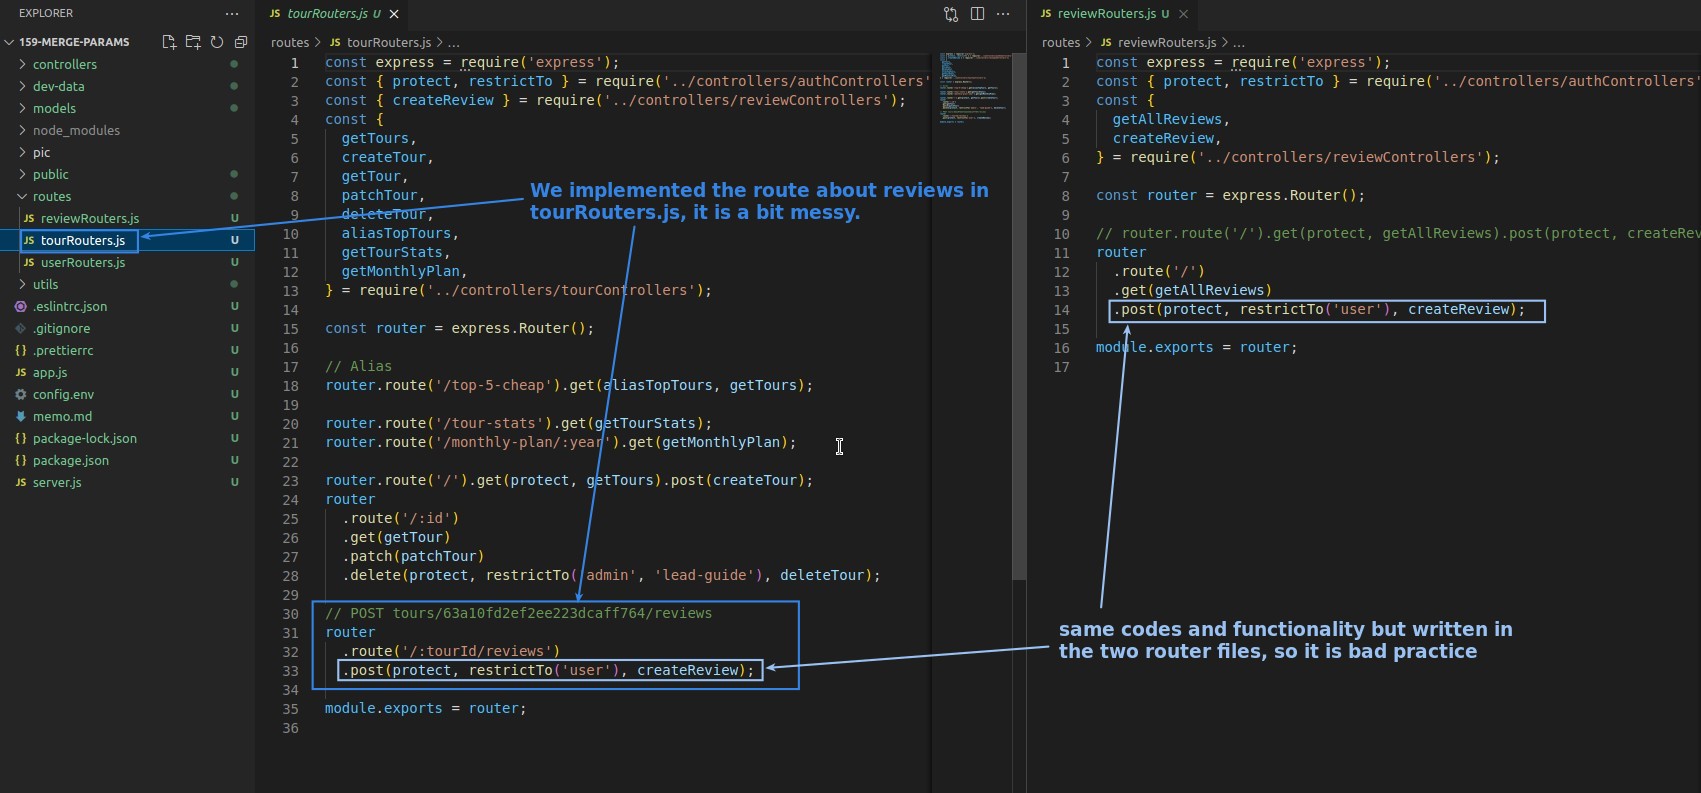 EXPLORER
159-MERGE-PARAMS
controllers
dev-data
models
node_modules
pic
public
routes
JS reviewRouters.js U
JS tourRouters.js U
JS userRouters.js U
utils
.eslintrc.json U
.gitignore U
{} .prettierrc U
JS app.js U
config.env U
memo.md U
{} package-lock.json U
{} package.json U
JS server.js U
JS tourRouters.js U
routes > JS tourRouters.js > ...
1 const express = require('express');
2 const { protect, restrictTo } = require('../controllers/authControllers'
3 const { createReview } = require('../controllers/reviewControllers');
4 const {
5 getTours,
6 createTour,
7 getTour,
8 patchTour,
9 deleteTour,
10 aliasTopTours,
11 getTourStats,
12 getMonthlyPlan,
13 } = require('../controllers/tourControllers');
14
15 const router = express.Router();
16
17 // Alias
18 router.route('/top-5-cheap').get(aliasTopTours, getTours);
19
20 router.route('/tour-stats').get(getTourStats);
21 router.route('/monthly-plan/:year').get(getMonthlyPlan);
22
23 router.route('/').get(protect, getTours).post(createTour);
24 router
25 .route('/:id')
26 .get(getTour)
27 .patch(patchTour)
28 .delete(protect, restrictTo('admin', 'lead-guide'), deleteTour);
29
30 // POST tours/63a10fd2ef2ee223dcaff764/reviews
31 router
32 .route('/:tourId/reviews')
33 .post(protect, restrictTo('user'), createReview);
34
35 module.exports = router;
36
We implemented the route about reviews in
tourRouters.js, it is a bit messy.
JS reviewRouters.js U
routes > JS reviewRouters.js > ...
1 const express = require('express');
2 const { protect, restrictTo } = require('../controllers/authControllers'
3 const {
4 getAllReviews,
5 createReview,
6 } = require('../controllers/reviewControllers');
7
8 const router = express.Router();
9
10 // router.route('/').get(protect, getAllReviews).post(protect, createRev
11 router
12 .route('/')
13 .get(getAllReviews)
14 .post(protect, restrictTo('user'), createReview);
15
16 module.exports = router;
17
same codes and functionality but written in
the two router files, so it is bad practice